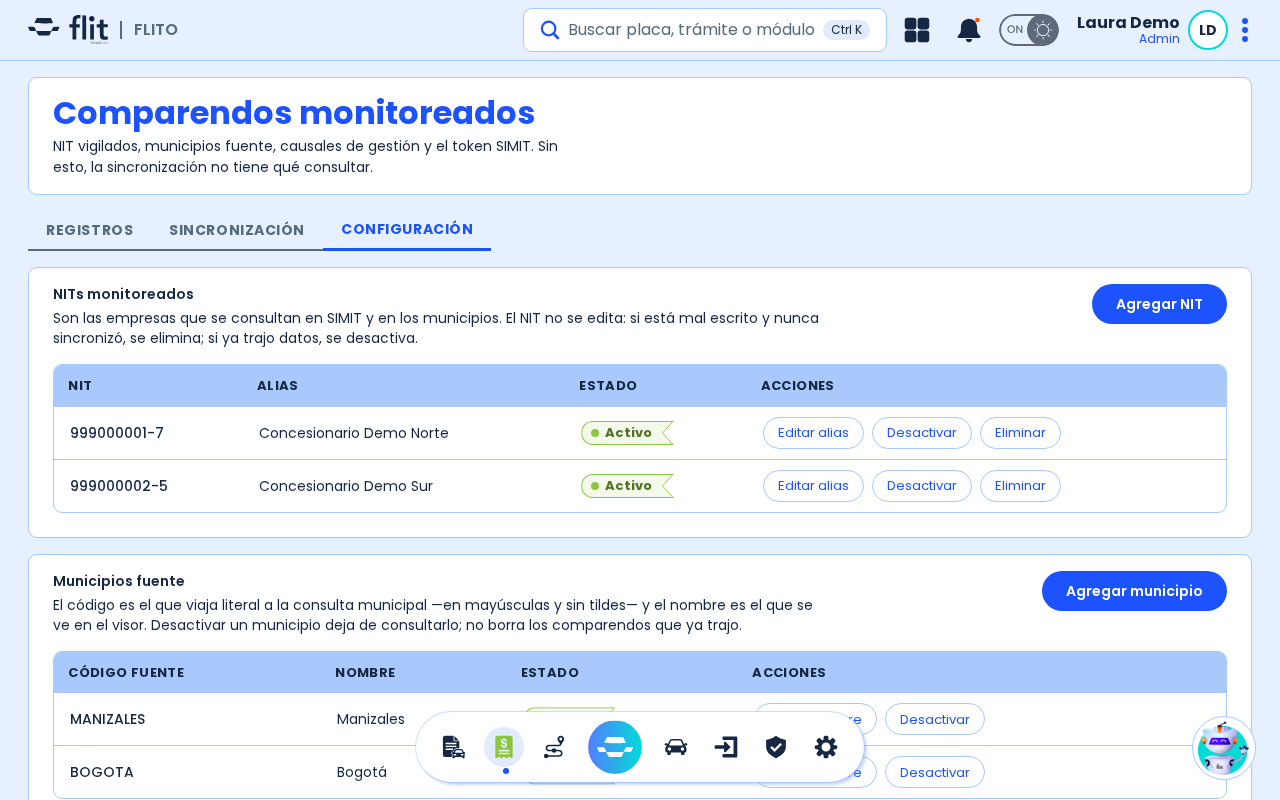 flit | FLITO
Buscar placa, trámite o módulo Ctrl K
ON
Laura Demo
Admin
LD
Comparendos monitoreados
NIT vigilados, municipios fuente, causales de gestión y el token SIMIT. Sin
esto, la sincronización no tiene qué consultar.
REGISTROS SINCRONIZACIÓN CONFIGURACIÓN
NITs monitoreados
Agregar NIT
Son las empresas que se consultan en SIMIT y en los municipios. El NIT no se edita: si está mal escrito y nunca
sincronizó, se elimina; si ya trajo datos, se desactiva.
NIT ALIAS ESTADO ACCIONES
999000001-7 Concesionario Demo Norte Activo Editar alias Desactivar Eliminar
999000002-5 Concesionario Demo Sur Activo Editar alias Desactivar Eliminar
Municipios fuente
Agregar municipio
El código es el que viaja literal a la consulta municipal —en mayúsculas y sin tildes— y el nombre es el que se
ve en el visor. Desactivar un municipio deja de consultarlo; no borra los comparendos que ya trajo.
CÓDIGO FUENTE NOMBRE ESTADO ACCIONES
MANIZALES Manizales Desactivar
BOGOTA Bogotá Desactivar